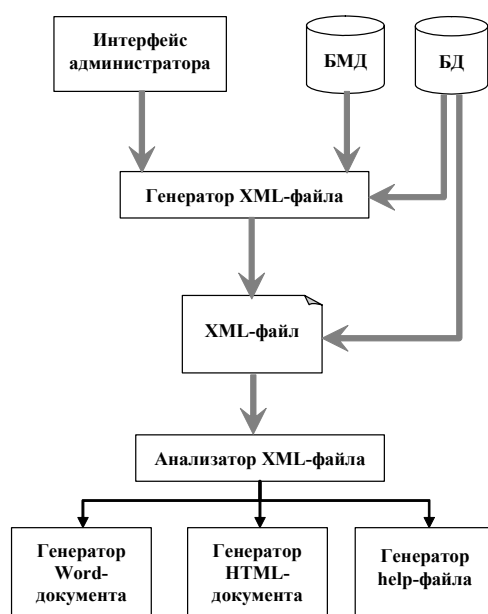 Интерфейс
администратора
БМД
БД
Генератор XML-файла
XML-файл
Анализатор XML-файла
Генератор
Word-
документа
Генератор
HTML-
документа
Генератор
help-файла